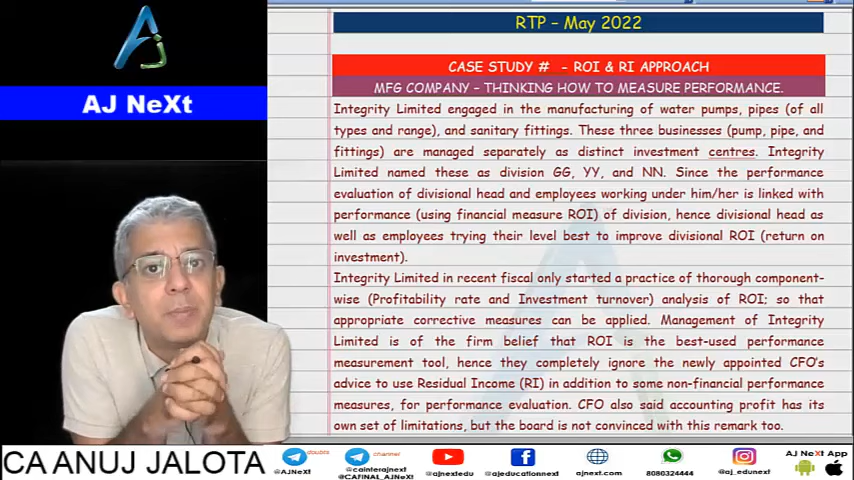 RTP – May 2022
CASE STUDY # - ROI & RI APPROACH
MFG COMPANY – THINKING HOW TO MEASURE PERFORMANCE.
AJ NeXt
Integrity Limited engaged in the manufacturing of water pumps, pipes (of all
types and range), and sanitary fittings. These three businesses (pump, pipe, and
fittings) are managed separately as distinct investment centres. Integrity
Limited named these as division GG, YY, and NN. Since the performance
evaluation of divisional head and employees working under him/her is linked with
performance (using financial measure ROI) of division, hence divisional head as
well as employees trying their level best to improve divisional ROI (return on
investment).
Integrity Limited in recent fiscal only started a practice of thorough component-
wise (Profitability rate and Investment turnover) analysis of ROI; so that
appropriate corrective measures can be applied. Management of Integrity
Limited is of the firm belief that ROI is the best-used performance
measurement tool, hence they completely ignore the newly appointed CFO's
advice to use Residual Income (RI) in addition to some non-financial performance
measures, for performance evaluation. CFO also said accounting profit has its
own set of limitations, but the board is not convinced with this remark too.
CA ANUJ JALOTA
doubts
@AJNeXt
channel
@cainterajnext
@CAFINAL_AJNeXt
@ajnextedu
@ajeducationnext
ajnext.com
8080324444
@aj_edunext
AJ NeXt App